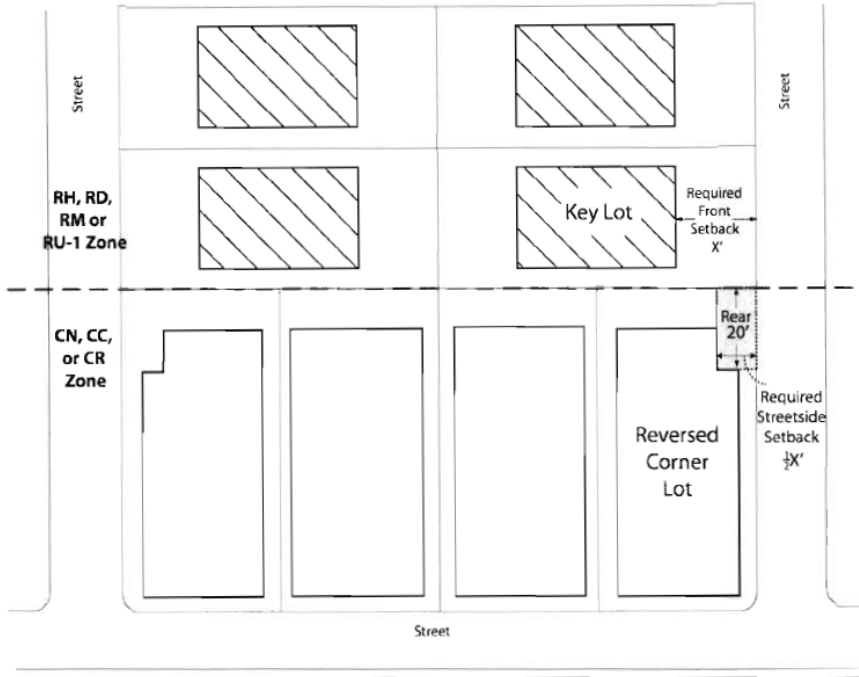 Street
Street
RH, RD,
RM or
RU-1 Zone
Key Lot
Required
Front
Setback
X'
CN, CC,
or CR
Zone
Rear
20'
Required
Streetside
Setback
½X'
Reversed
Corner
Lot
Street